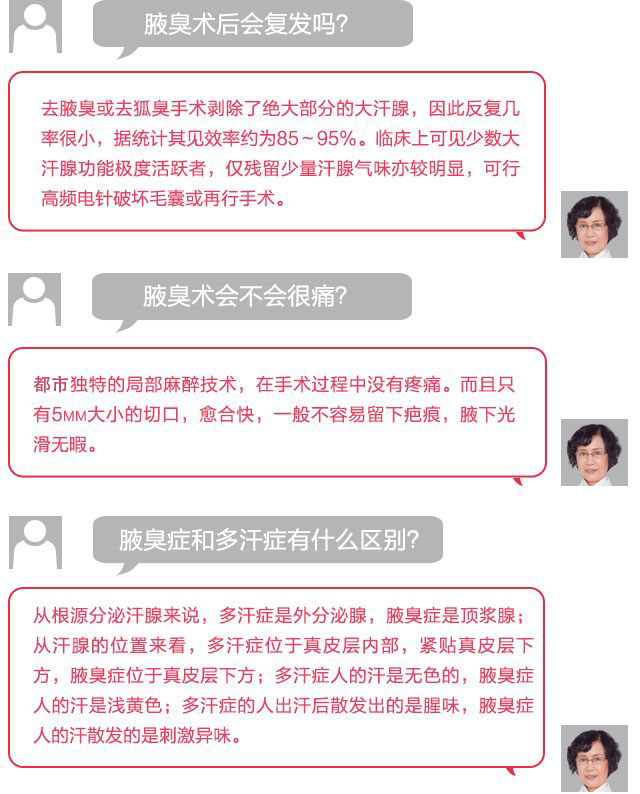 腋臭术后会复发吗?
去腋臭或去狐臭手术剥除了绝大部分的大汗腺，因此反复几
率很小，据统计其见效率约为85～95%。临床上可见少数大
汗腺功能极度活跃者，仅残留少量汗腺气味亦较明显，可行
高频电针破坏毛囊或再行手术。
腋臭术会不会很痛?
都市独特的局部麻醉技术，在手术过程中没有疼痛。而且只
有5MM大小的切口，愈合快，一般不容易留下疤痕，腋下光
滑无暇。
腋臭症和多汗症有什么区别?
从根源分泌汗腺来说，多汗症是外分泌腺，腋臭症是顶浆腺；
从汗腺的位置来看，多汗症位于真皮层内部，紧贴真皮层下
方，腋臭症位于真皮层下方；多汗症人的汗是无色的，腋臭症
人的汗是浅黄色；多汗症的人出汗后散发出的是腥味，腋臭症
人的汗散发的是刺激异味。